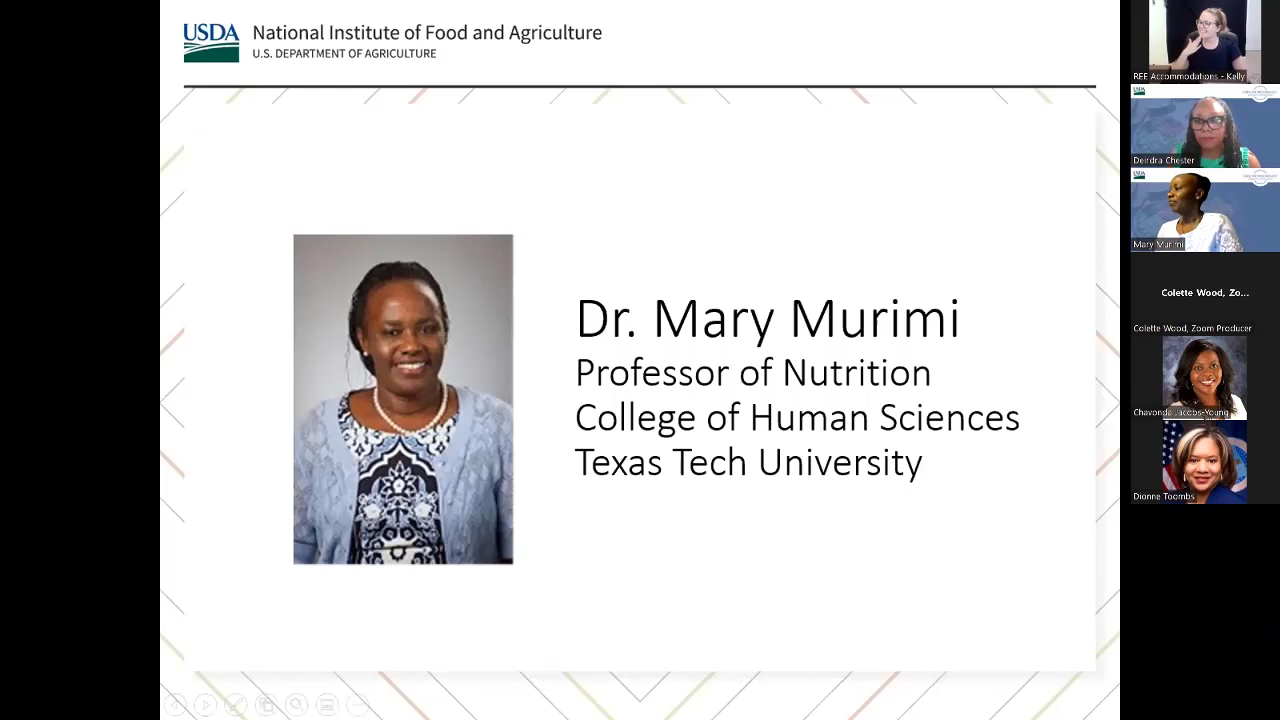 USDA
National Institute of Food and Agriculture
U.S. DEPARTMENT OF AGRICULTURE
Dr. Mary Murimi
Professor of Nutrition
College of Human Sciences
Texas Tech University
REE Accommodations - Kelly
Deirdra Chester
Mary Murimi
Colette Wood, Zo...
Colette Wood, Zoom Producer
Chavonda Jacobs-Young
Dionne Toombs